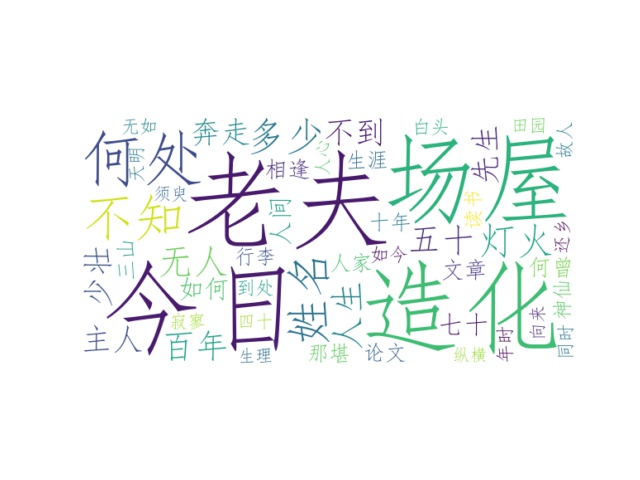 无如
奔走
多少
不到
白头
田园
何处
天明
须臾
老夫
相逢
人心
生涯
场屋
先生
故人
不知
人间
十年
读书
少壮
三山
无人
行李
姓名
人家
如今
五十
灯火
还乡
今日
如何
到处
人生
文章
造化
何曾
神仙
主人
寂寥
四十
百年
生理
那堪
论文
七十
纵横
年时
向来
同时